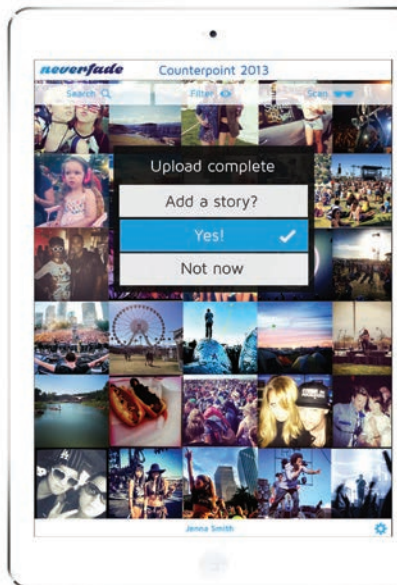 neverfade Counterpoint 2013
Search Filter Scan
Upload complete
Add a story?
Yes!
Not now
Jenna Smith